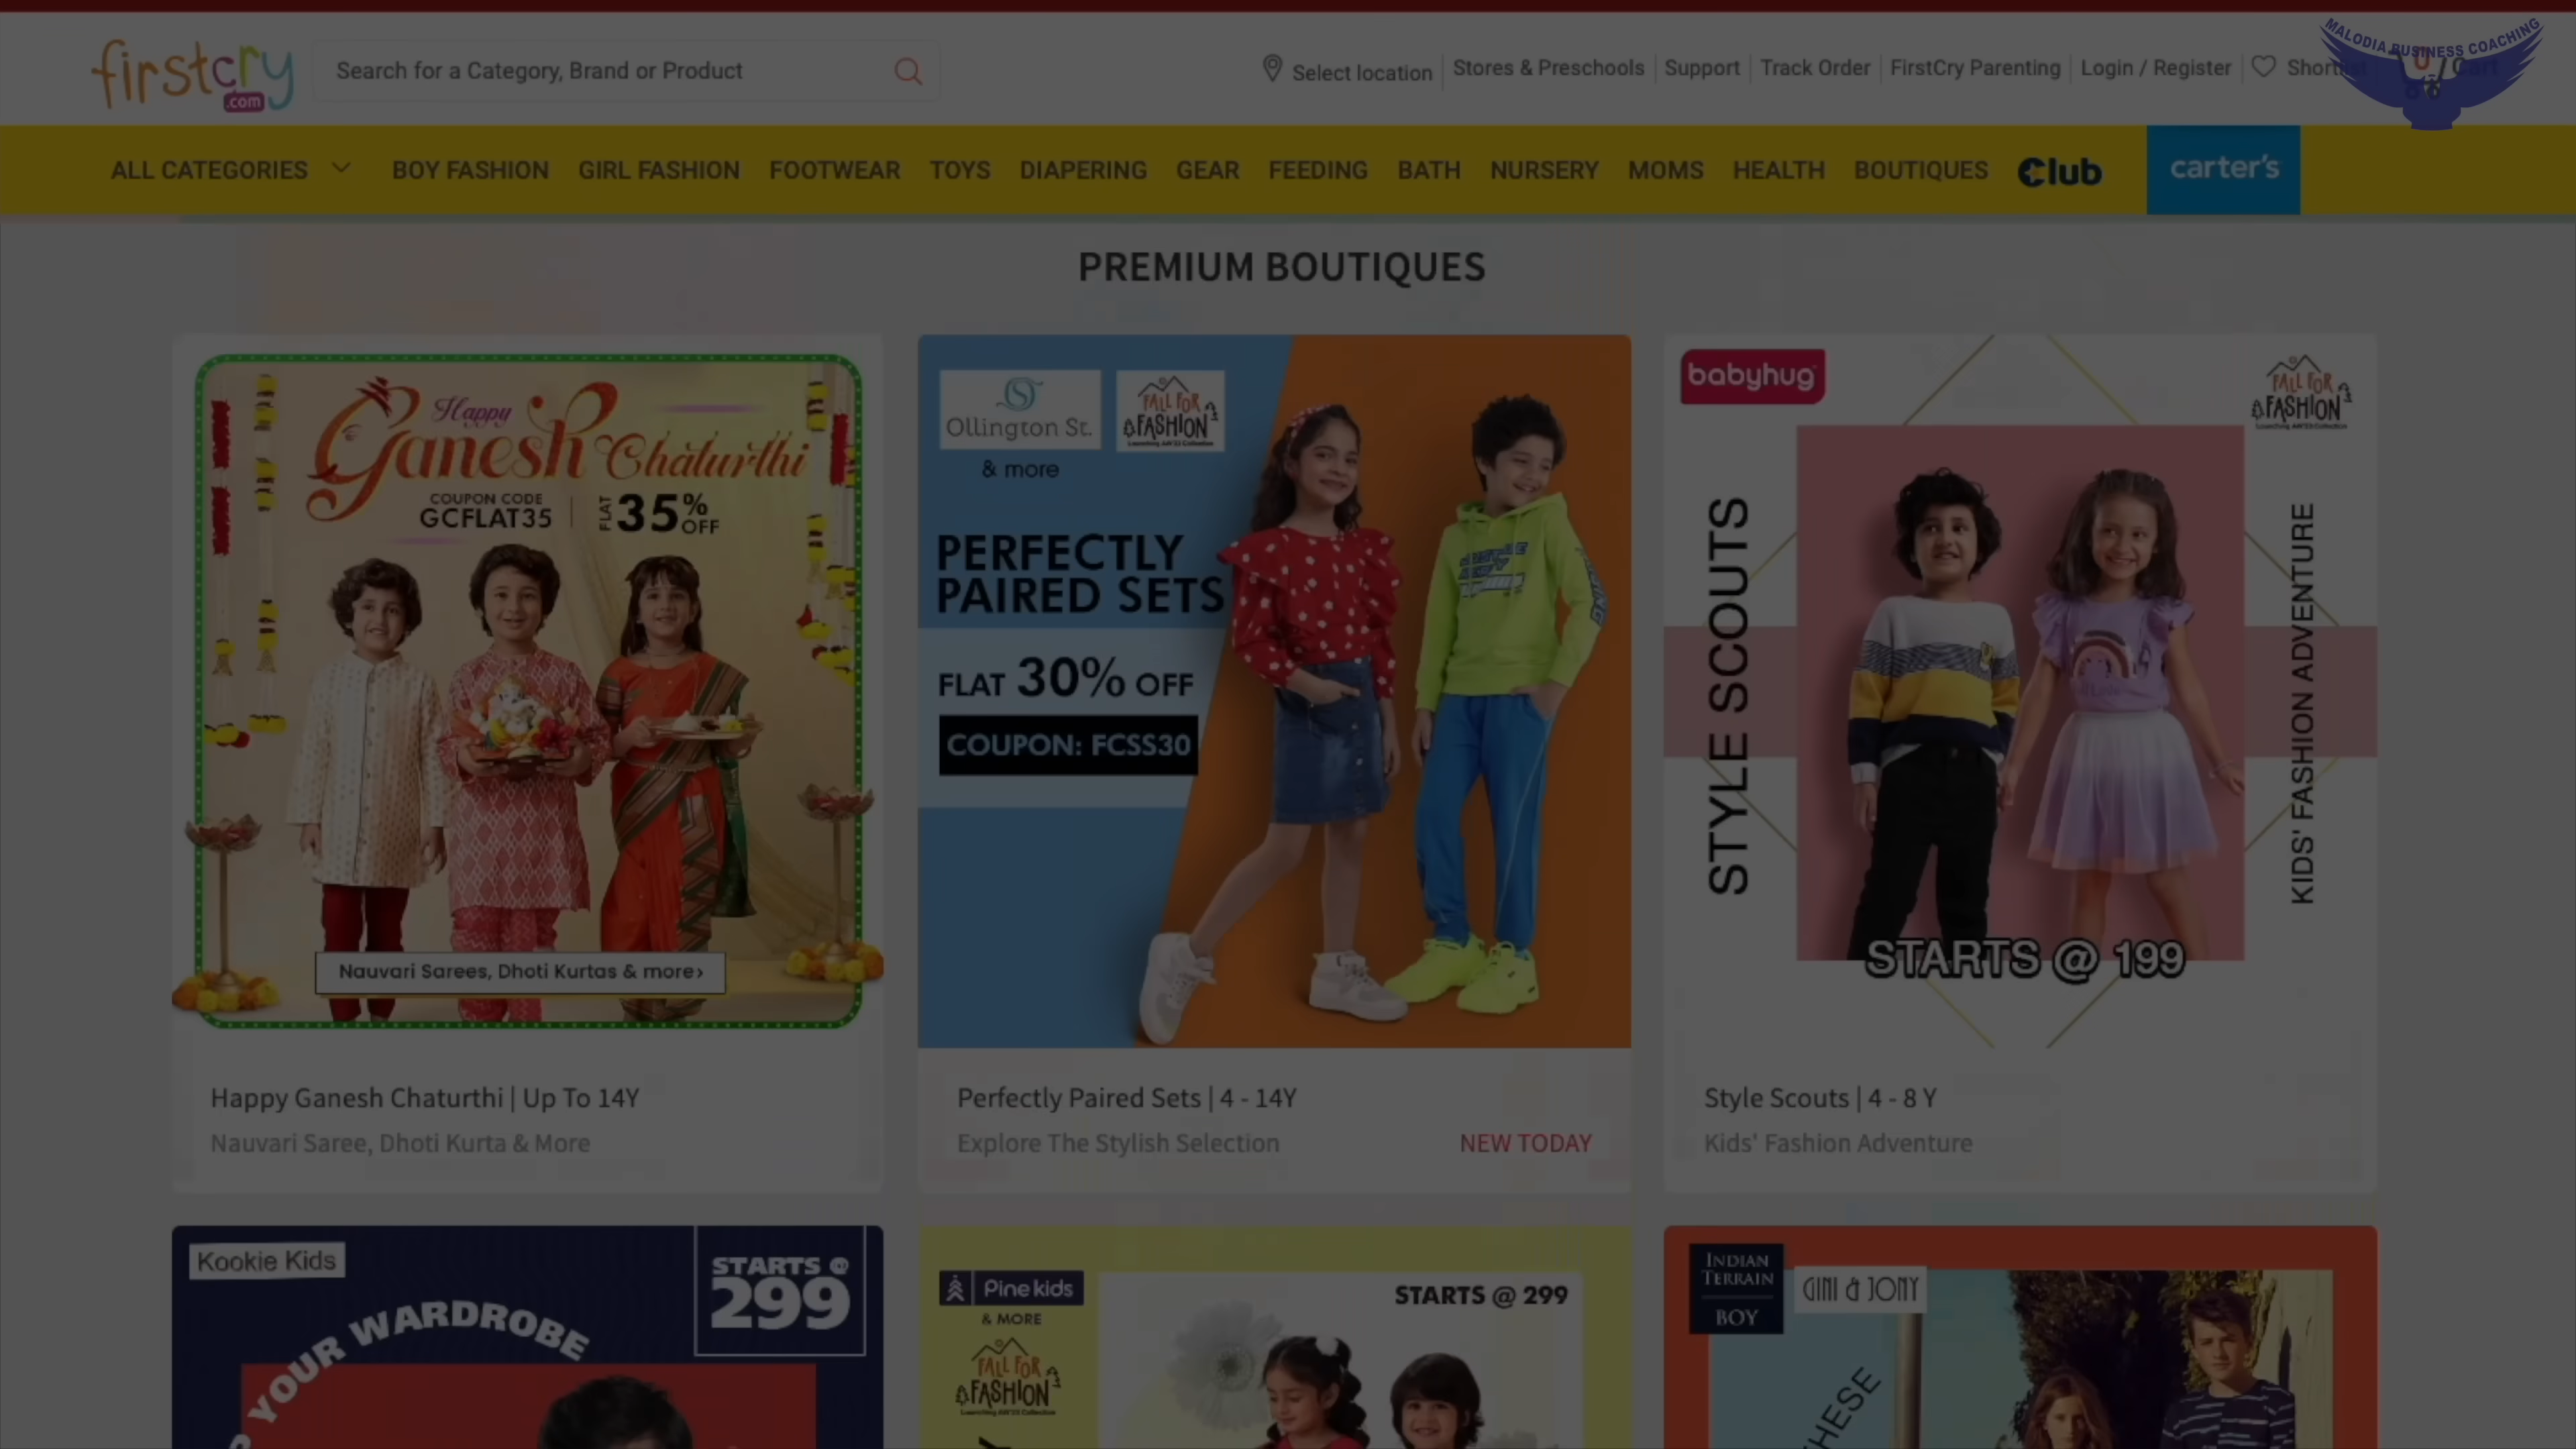 firstcry
.com
Search for a Category, Brand or Product
Select location
Stores & Preschools
Support
Track Order
FirstCry Parenting
Login / Register
MALODIA BUSINESS COACHING
ALL CATEGORIES
BOY FASHION
GIRL FASHION
FOOTWEAR
TOYS
DIAPERING
GEAR
FEEDING
BATH
NURSERY
MOMS
HEALTH
BOUTIQUES
Club
carter's
PREMIUM BOUTIQUES
Happy
Ganesh Chaturthi
COUPON CODE
GCFLAT35
FLAT 35% OFF
Nauvari Sarees, Dhoti Kurtas & more›
Happy Ganesh Chaturthi | Up To 14Y
Nauvari Saree, Dhoti Kurta & More
Ollington St.
& more
FALL FOR
FASHION
PERFECTLY
PAIRED SETS
FLAT 30% OFF
COUPON: FCSS30
Perfectly Paired Sets | 4 - 14Y
Explore The Stylish Selection
NEW TODAY
babyhug
FALL FOR
FASHION
STYLE SCOUTS
KIDS' FASHION ADVENTURE
STARTS @ 199
Style Scouts | 4 - 8 Y
Kids' Fashion Adventure
Kookie Kids
STARTS @
299
YOUR WARDROBE
Pine kids
& MORE
FALL FOR
FASHION
STARTS @ 299
INDIAN
TERRAIN
BOY
GINI & JONY